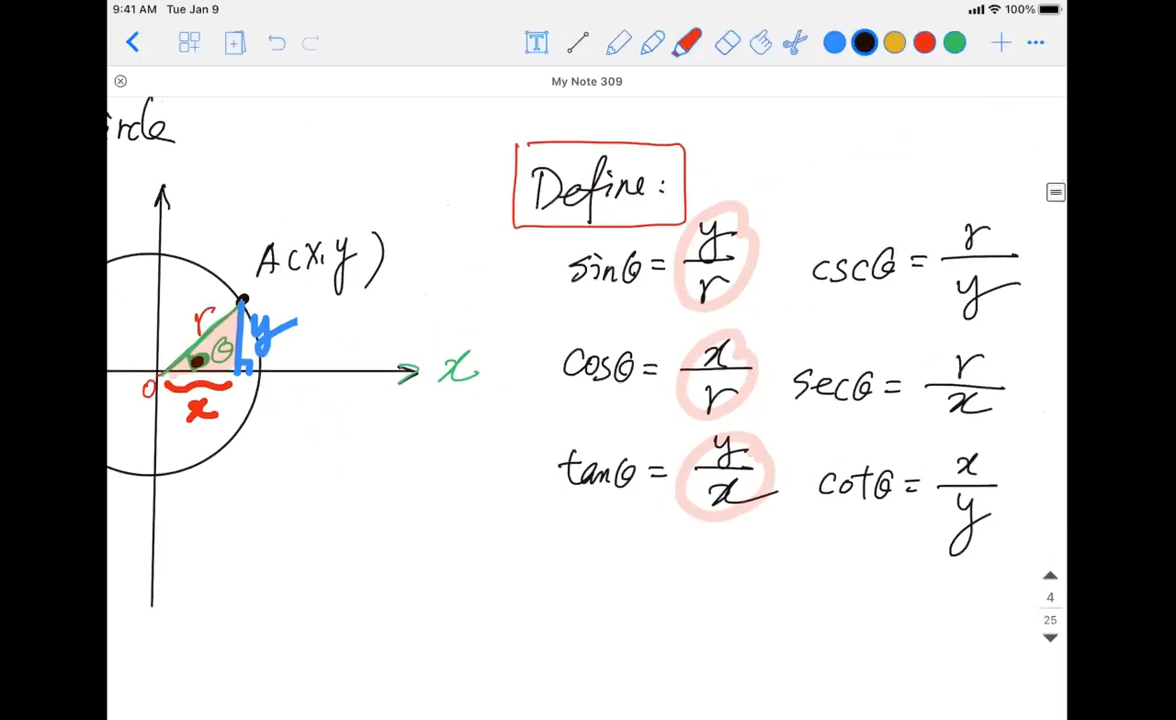 9:41 AM Tue Jan 9
100%
T
My Note 309
ircle
Define:
A(x,y)
sinθ = y/r
cscθ = r/y
r
y
θ
cosθ = x/r
secθ = r/x
x
O
x
tanθ = y/x
cotθ = x/y
4
25